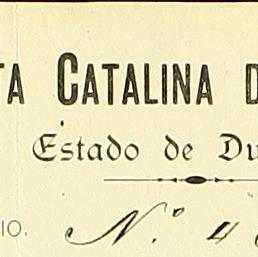 TA CATALINA D
Estado de Du
IO. N.° 4